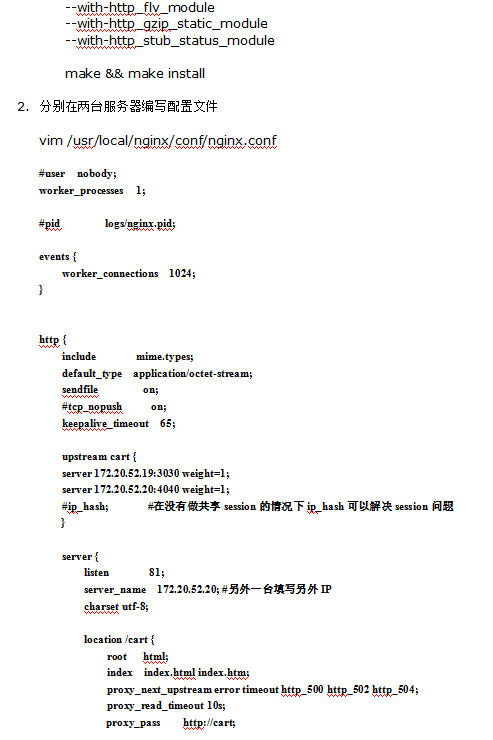 --with-http_flv_module
--with-http_gzip_static_module
--with-http_stub_status_module
make && make install
2. 分别在两台服务器编写配置文件
vim /usr/local/nginx/conf/nginx.conf
#user nobody;
worker_processes 1;
#pid logs/nginx.pid;
events {
worker_connections 1024;
}
http {
include mime.types;
default_type application/octet-stream;
sendfile on;
#tcp_nopush on;
keepalive_timeout 65;
upstream cart {
server 172.20.52.19:3030 weight=1;
server 172.20.52.20:4040 weight=1;
#ip_hash; #在没有做共享 session 的情况下 ip_hash 可以解决 session 问题
}
server {
listen 81;
server_name 172.20.52.20; #另外一台填写另外 IP
charset utf-8;
location /cart {
root html;
index index.html index.htm;
proxy_next_upstream error timeout http_500 http_502 http_504;
proxy_read_timeout 10s;
proxy_pass http://cart;